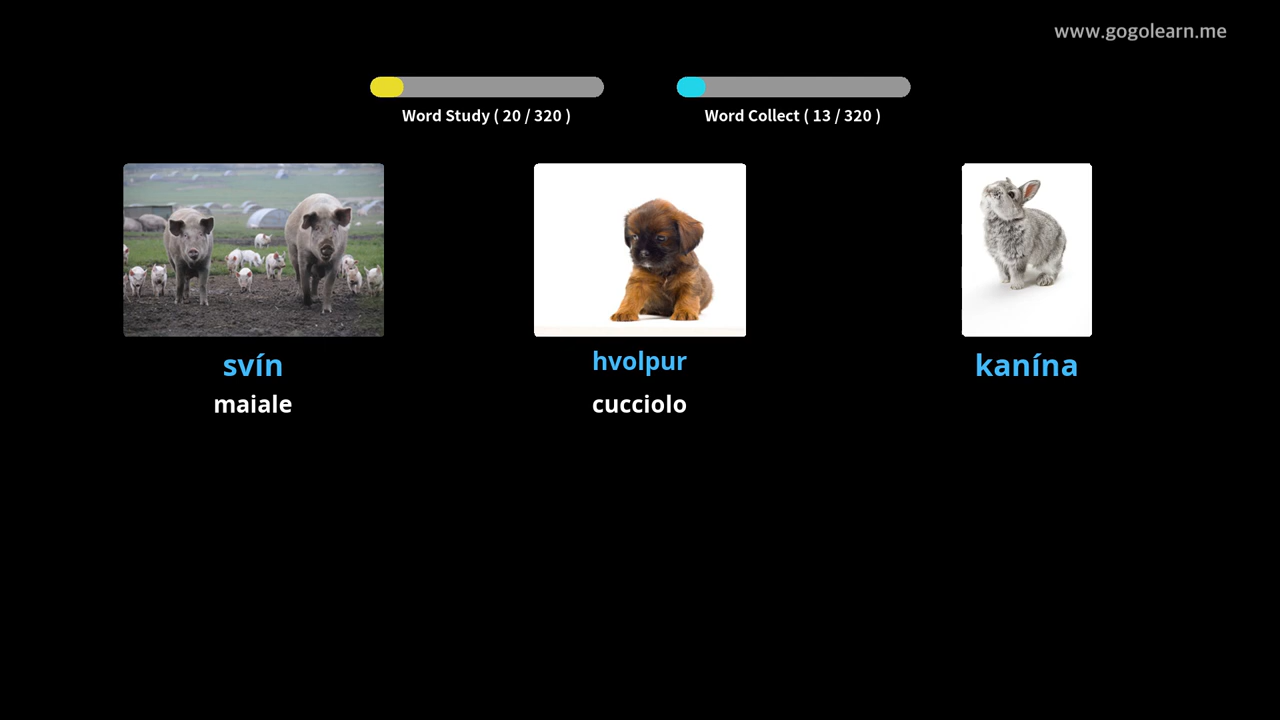 www.gogolearn.me
Word Study ( 20 / 320 )
Word Collect ( 13 / 320 )
svín
hvolpur
kanína
maiale
cucciolo